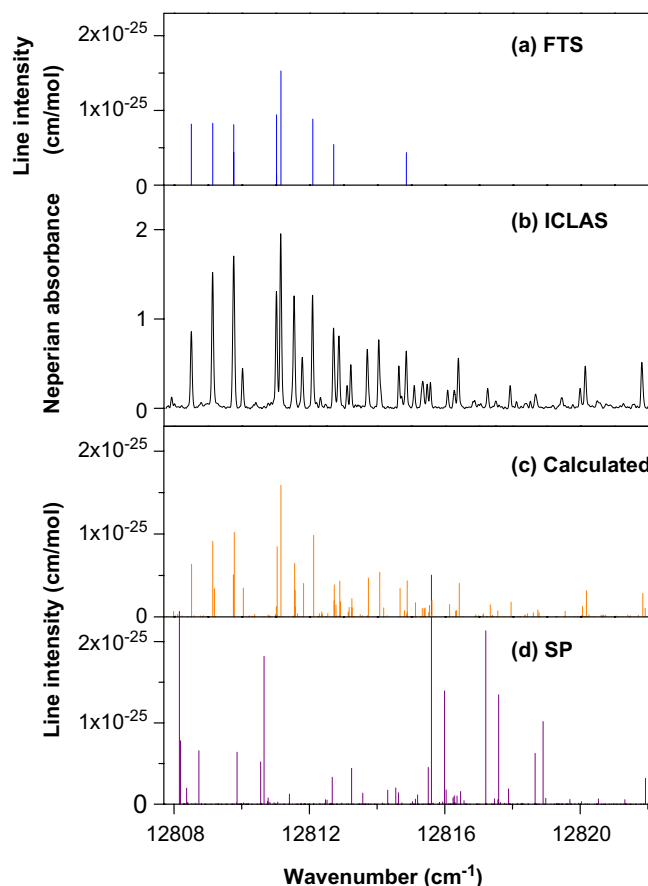 2x10-25
(a) FTS
1x10-25
0
Line intensity
(cm/mol)
(b) ICLAS
2
1
0
Neperian absorbance
(c) Calculated
2x10-25
1x10-25
0
(d) SP
2x10-25
1x10-25
0
Line intensity (cm/mol)
12808
12812
12816
12820
Wavenumber (cm-1)